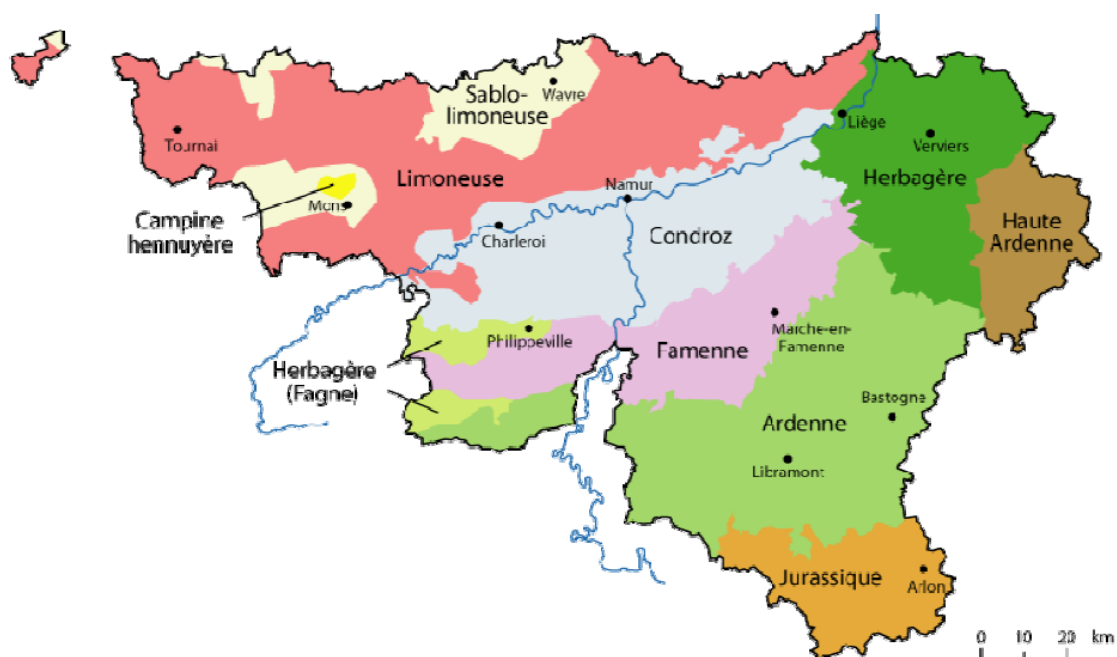 Sablo-
limoneuse
Wavre
Tournai
Liège
Verviers
Limoneuse
Herbagère
Namur
Mons
Campine
hennuyère
Charleroi
Condroz
Haute
Ardenne
Philippeville
Marche-en-
Famenne
Famenne
Herbagère
(Fagne)
Bastogne
Ardenne
Libramont
Jurassique
Arlon
0 10 20 km